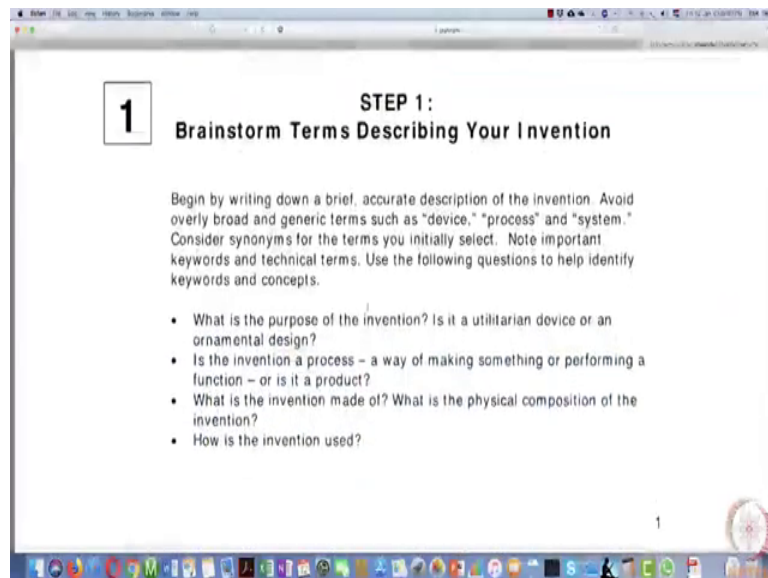 1
STEP 1:
Brainstorm Terms Describing Your Invention
Begin by writing down a brief, accurate description of the invention. Avoid
overly broad and generic terms such as "device," "process" and "system."
Consider synonyms for the terms you initially select. Note important
keywords and technical terms. Use the following questions to help identify
keywords and concepts.
• What is the purpose of the invention? Is it a utilitarian device or an
ornamental design?
• Is the invention a process – a way of making something or performing a
function – or is it a product?
• What is the invention made of? What is the physical composition of the
invention?
• How is the invention used?
1